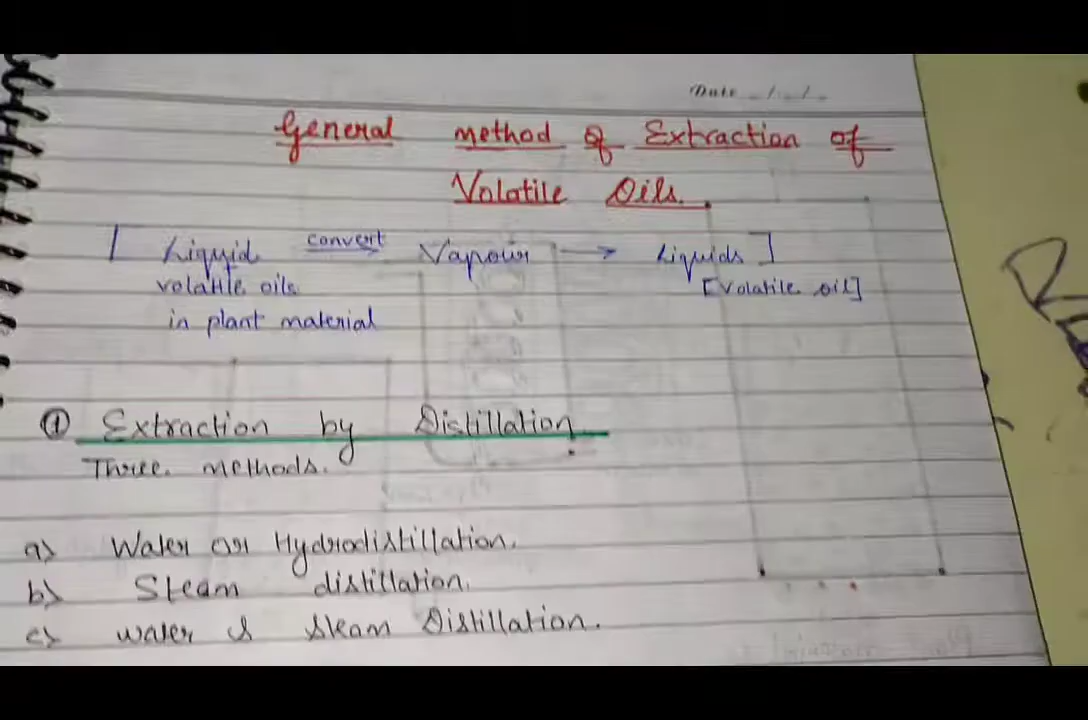 Date _/_/_
General method of Extraction of
Volatile Oils.
[ Liquid convert Vapour → Liquids ]
volatile oils [volatile oil]
in plant material
① Extraction by Distillation.
Three methods.
a) Water or Hydrodistillation.
b) Steam distillation.
c) water & steam Distillation.